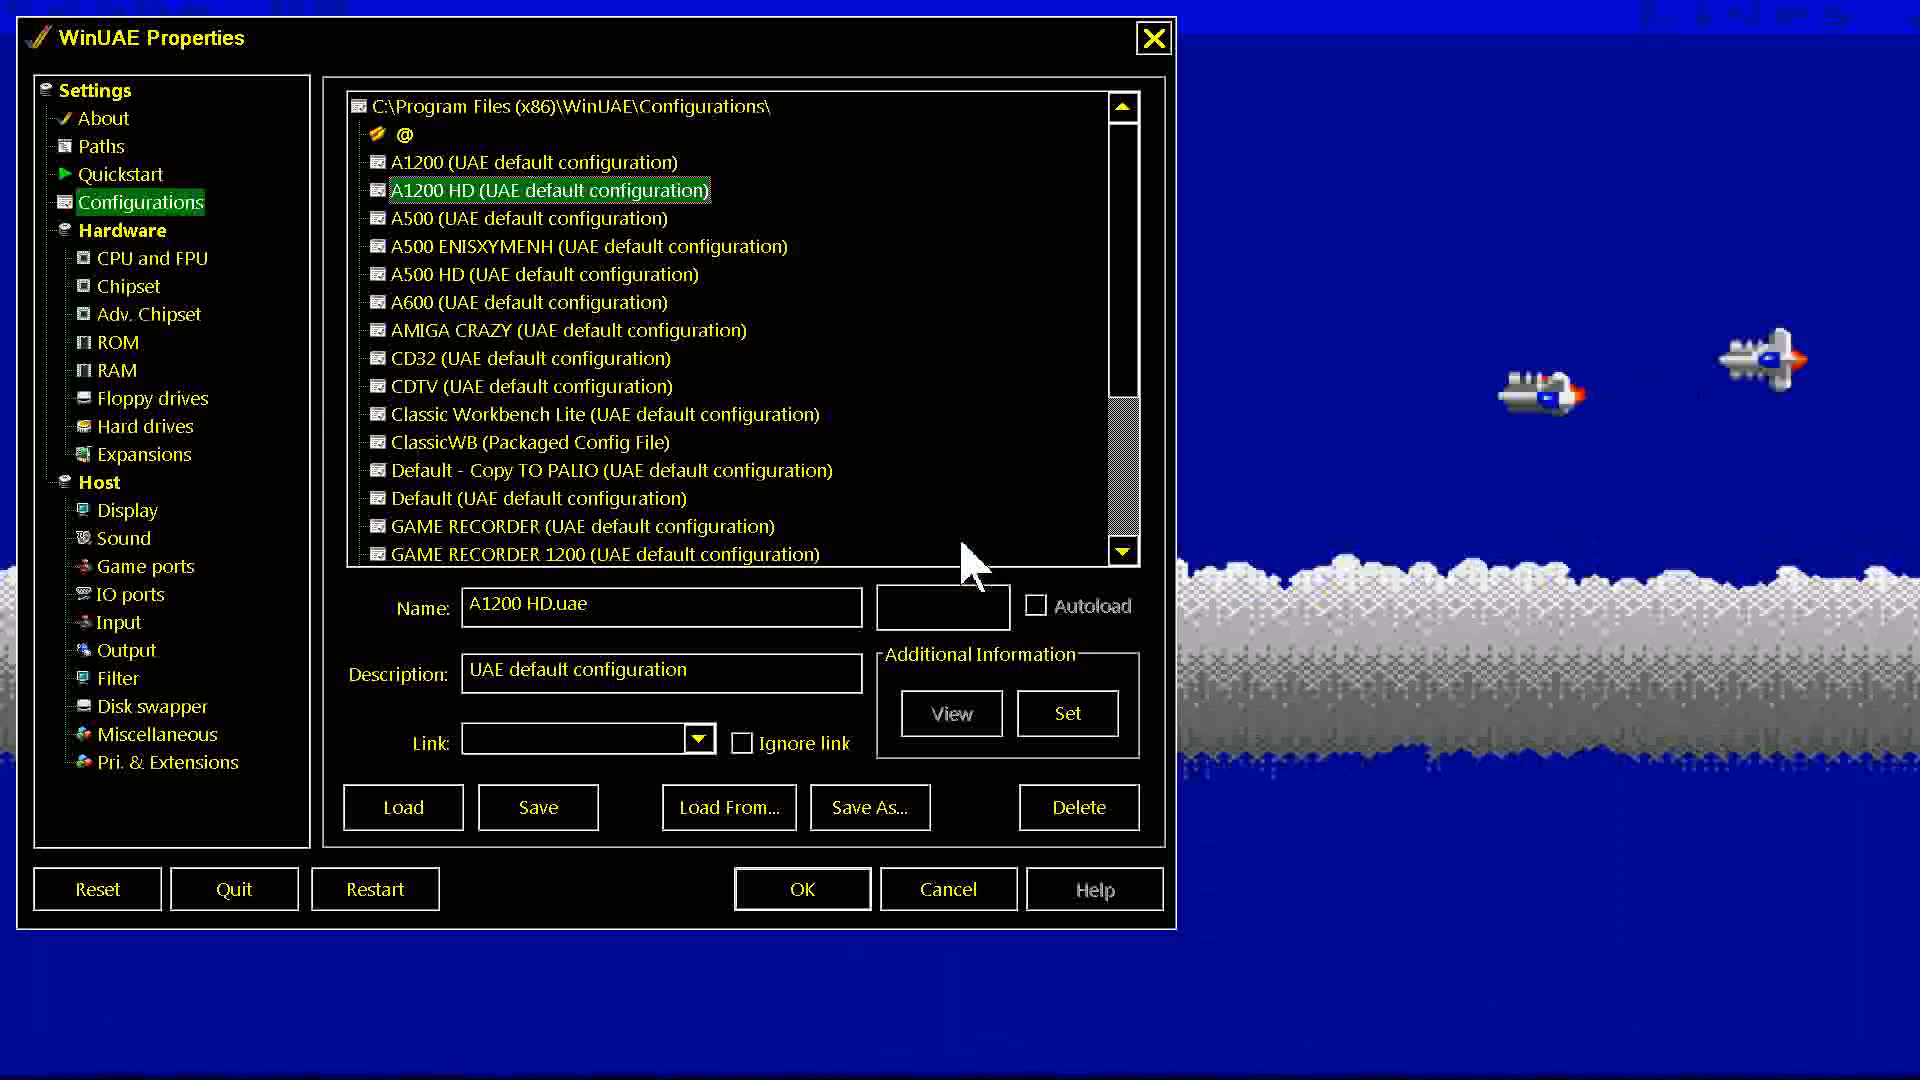 WinUAE Properties
Settings
About
Paths
Quickstart
Configurations
Hardware
CPU and FPU
Chipset
Adv. Chipset
ROM
RAM
Floppy drives
Hard drives
Expansions
Host
Display
Sound
Game ports
IO ports
Input
Output
Filter
Disk swapper
Miscellaneous
Pri. & Extensions
C:\Program Files (x86)\WinUAE\Configurations\
@
A1200 (UAE default configuration)
A1200 HD (UAE default configuration)
A500 (UAE default configuration)
A500 ENISXYMENH (UAE default configuration)
A500 HD (UAE default configuration)
A600 (UAE default configuration)
AMIGA CRAZY (UAE default configuration)
CD32 (UAE default configuration)
CDTV (UAE default configuration)
Classic Workbench Lite (UAE default configuration)
ClassicWB (Packaged Config File)
Default - Copy TO PALIO (UAE default configuration)
Default (UAE default configuration)
GAME RECORDER (UAE default configuration)
GAME RECORDER 1200 (UAE default configuration)
Name: A1200 HD.uae Autoload
Description: UAE default configuration
Additional Information
View Set
Link: Ignore link
Load Save Load From... Save As... Delete
Reset Quit Restart OK Cancel Help